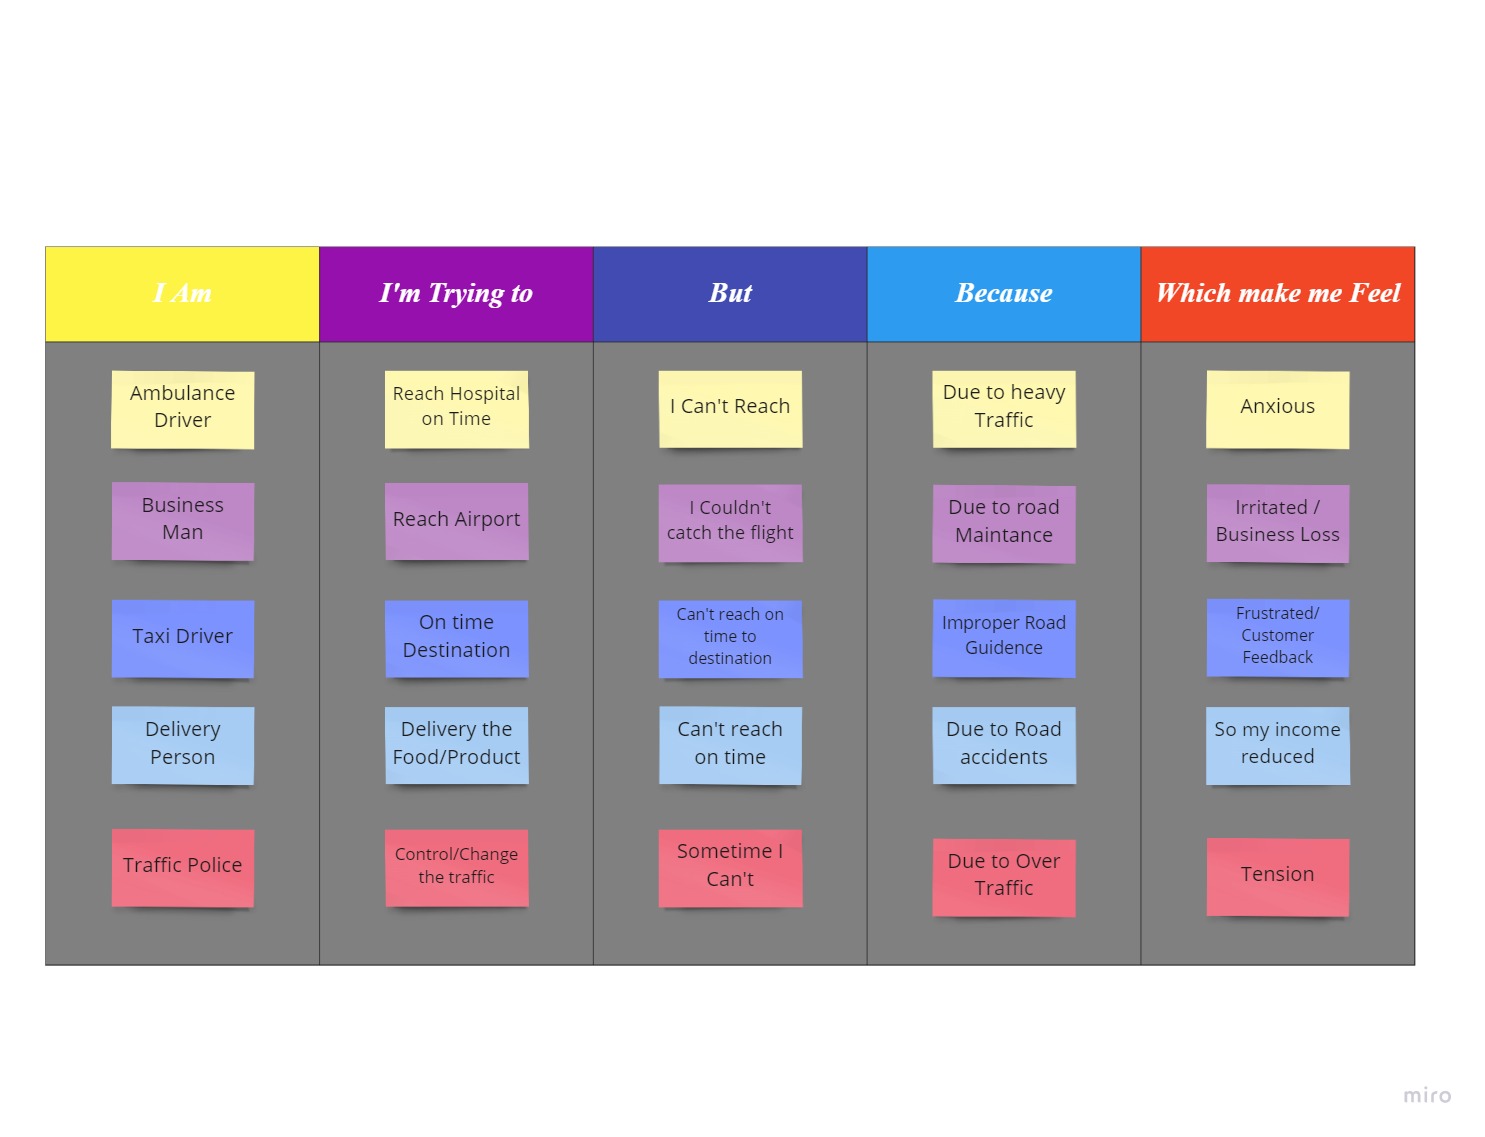 I Am
I'm Trying to
But
Because
Which make me Feel
Ambulance
Driver
Reach Hospital
on Time
I Can't Reach
Due to heavy
Traffic
Anxious
Business
Man
Reach Airport
I Couldn't
catch the flight
Due to road
Maintance
Irritated /
Business Loss
Taxi Driver
On time
Destination
Can't reach on
time to
destination
Improper Road
Guidence
Frustrated/
Customer
Feedback
Delivery
Person
Delivery the
Food/Product
Can't reach
on time
Due to Road
accidents
So my income
reduced
Traffic Police
Control/Change
the traffic
Sometime I
Can't
Due to Over
Traffic
Tension
miro